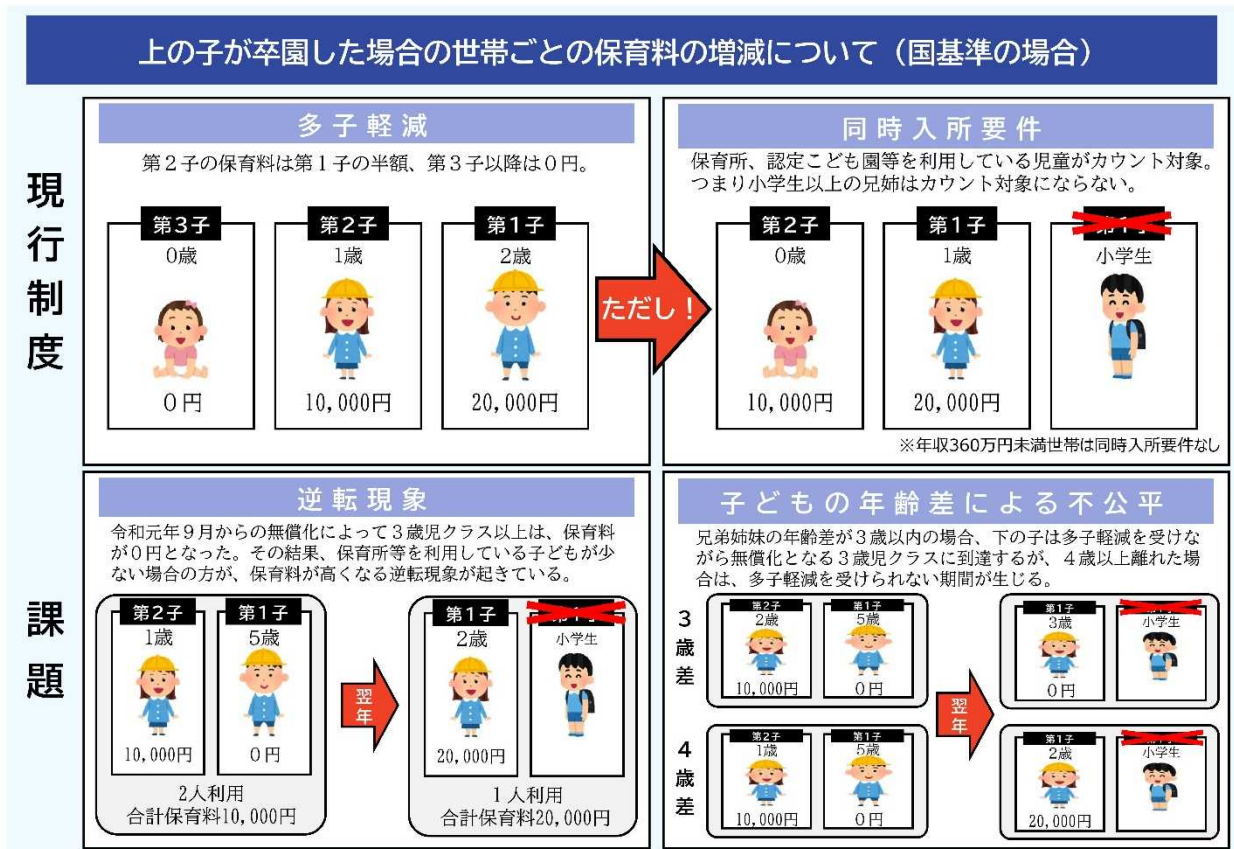 上の子が卒園した場合の世帯ごとの保育料の増減について（国基準の場合）
現行制度
多子軽減
第２子の保育料は第１子の半額、第３子以降は０円。
第3子
0歳
０円
第2子
1歳
10,000円
第1子
2歳
20,000円
ただし！
同時入所要件
保育所、認定こども園等を利用している児童がカウント対象。
つまり小学生以上の兄姉はカウント対象にならない。
第2子
0歳
10,000円
第1子
1歳
20,000円
第1子
小学生
※年収360万円未満世帯は同時入所要件なし
課題
逆転現象
令和元年９月からの無償化によって３歳児クラス以上は、保育料
が０円となった。その結果、保育所等を利用している子どもが少
ない場合の方が、保育料が高くなる逆転現象が起きている。
第2子
1歳
10,000円
第1子
5歳
０円
2人利用
合計保育料10,000円
翌年
第1子
2歳
20,000円
小学生
１人利用
合計保育料20,000円
子どもの年齢差による不公平
兄弟姉妹の年齢差が３歳以内の場合、下の子は多子軽減を受けな
がら無償化となる３歳児クラスに到達するが、４歳以上離れた場
合は、多子軽減を受けられない期間が生じる。
3歳差
第2子
2歳
10,000円
第1子
5歳
０円
翌年
第1子
3歳
０円
小学生
4歳差
第2子
1歳
10,000円
第1子
5歳
０円
第1子
2歳
20,000円
小学生